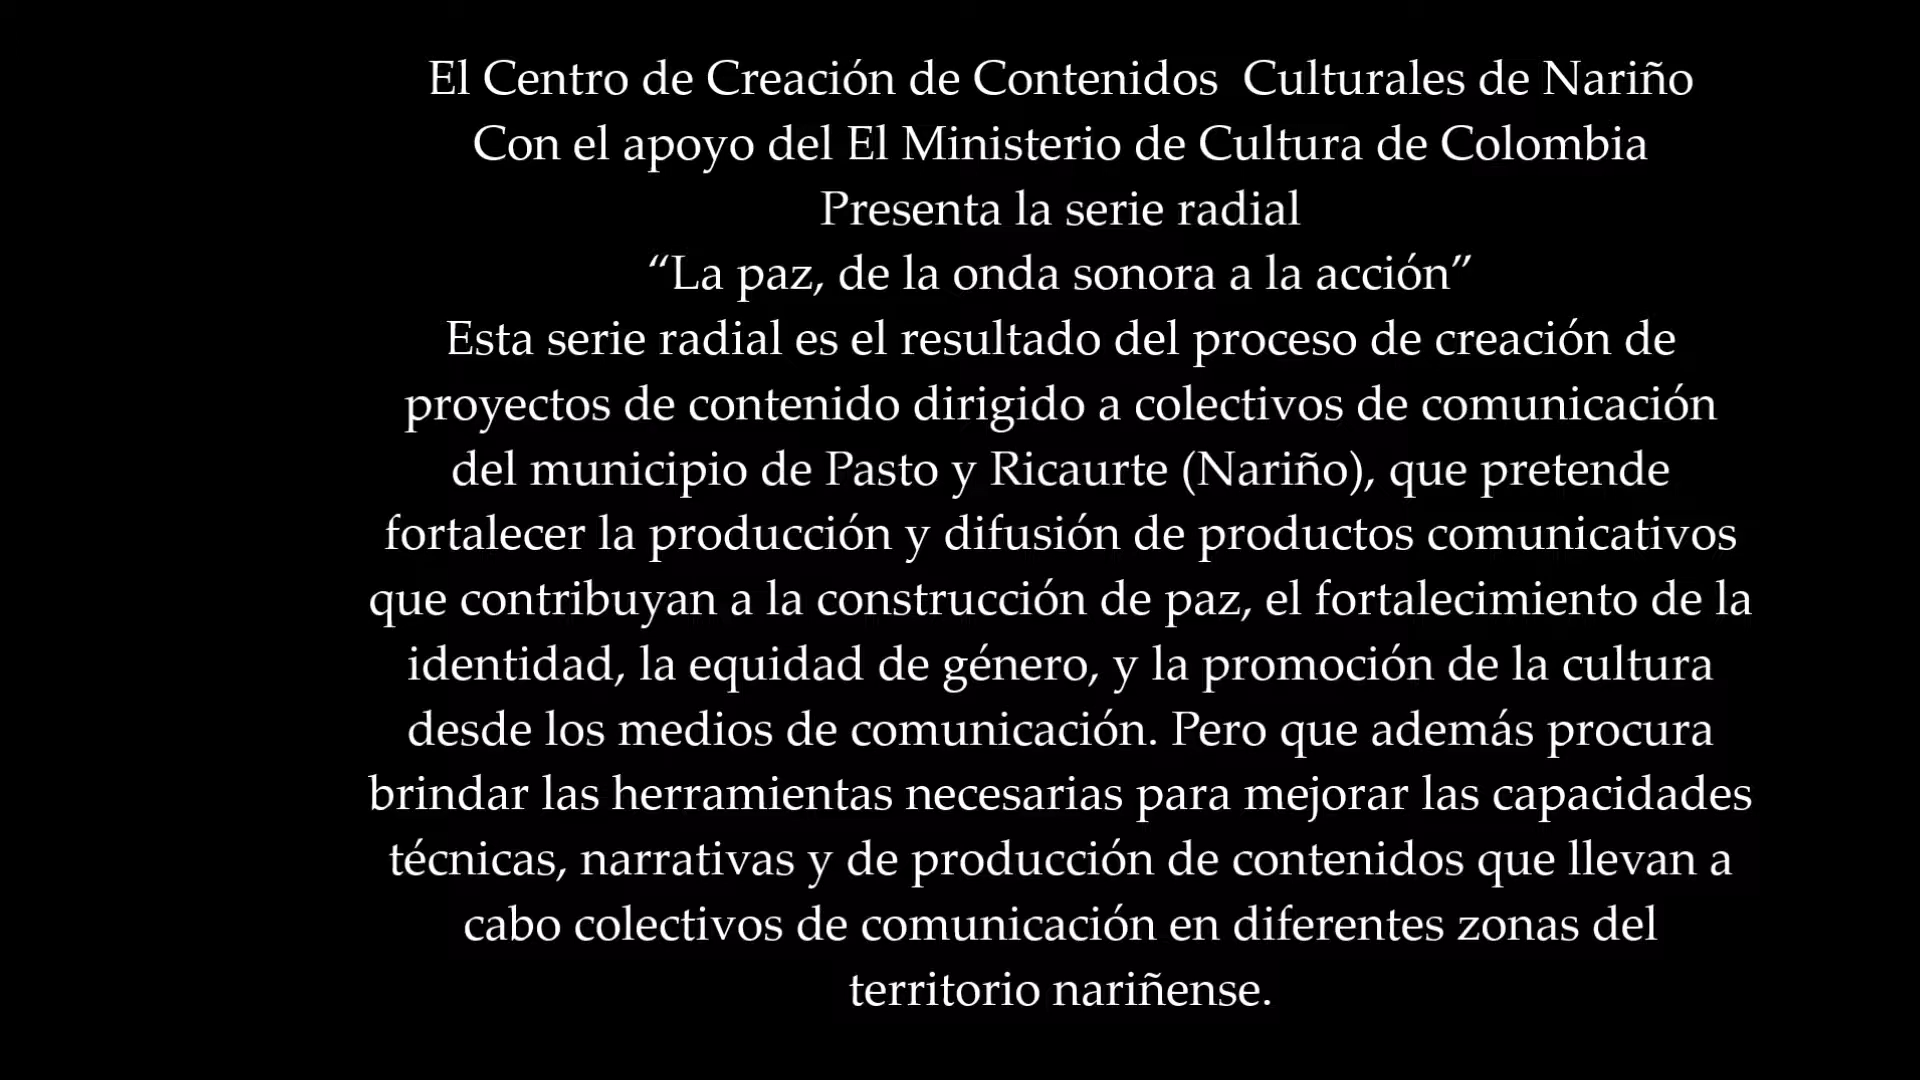 El Centro de Creación de Contenidos  Culturales de Nariño
Con el apoyo del El Ministerio de Cultura de Colombia
Presenta la serie radial
“La paz, de la onda sonora a la acción”
Esta serie radial es el resultado del proceso de creación de
proyectos de contenido dirigido a colectivos de comunicación
del municipio de Pasto y Ricaurte (Nariño), que pretende
fortalecer la producción y difusión de productos comunicativos
que contribuyan a la construcción de paz, el fortalecimiento de la
identidad, la equidad de género, y la promoción de la cultura
desde los medios de comunicación. Pero que además procura
brindar las herramientas necesarias para mejorar las capacidades
técnicas, narrativas y de producción de contenidos que llevan a
cabo colectivos de comunicación en diferentes zonas del
territorio nariñense.